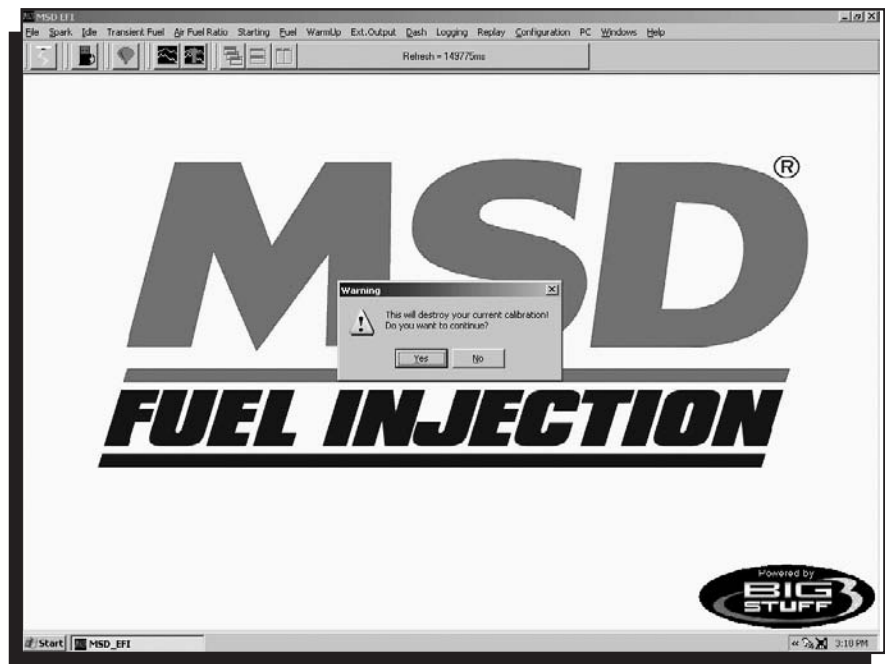 MSD EFI
File Spark Idle Transient Fuel Air Fuel Ratio Starting Fuel WarmUp Ext.Output Dash Logging Replay Configuration PC Windows Help
Refresh = 149775ms
MSD®
Warning
This will destroy your current calibration!
Do you want to continue?
Yes No
FUEL INJECTION
Powered by
BIG
STUFF 3
Start MSD_EFI 3:10 PM